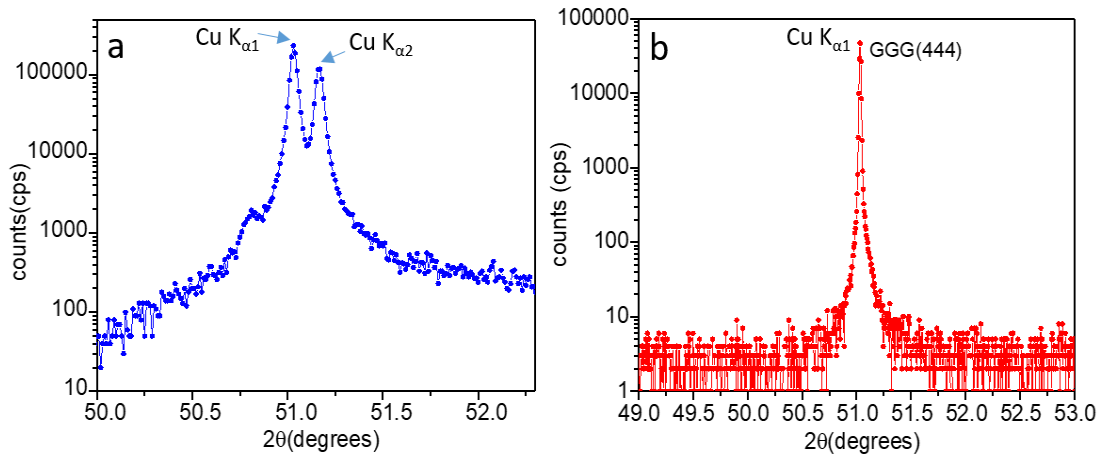 a
Cu Kα1
Cu Kα2
100000
10000
1000
100
10
counts(cps)
50.0 50.5 51.0 51.5 52.0
2θ(degrees)
b
Cu Kα1
GGG(444)
100000
10000
1000
100
10
1
counts (cps)
49.0 49.5 50.0 50.5 51.0 51.5 52.0 52.5 53.0
2θ(degrees)